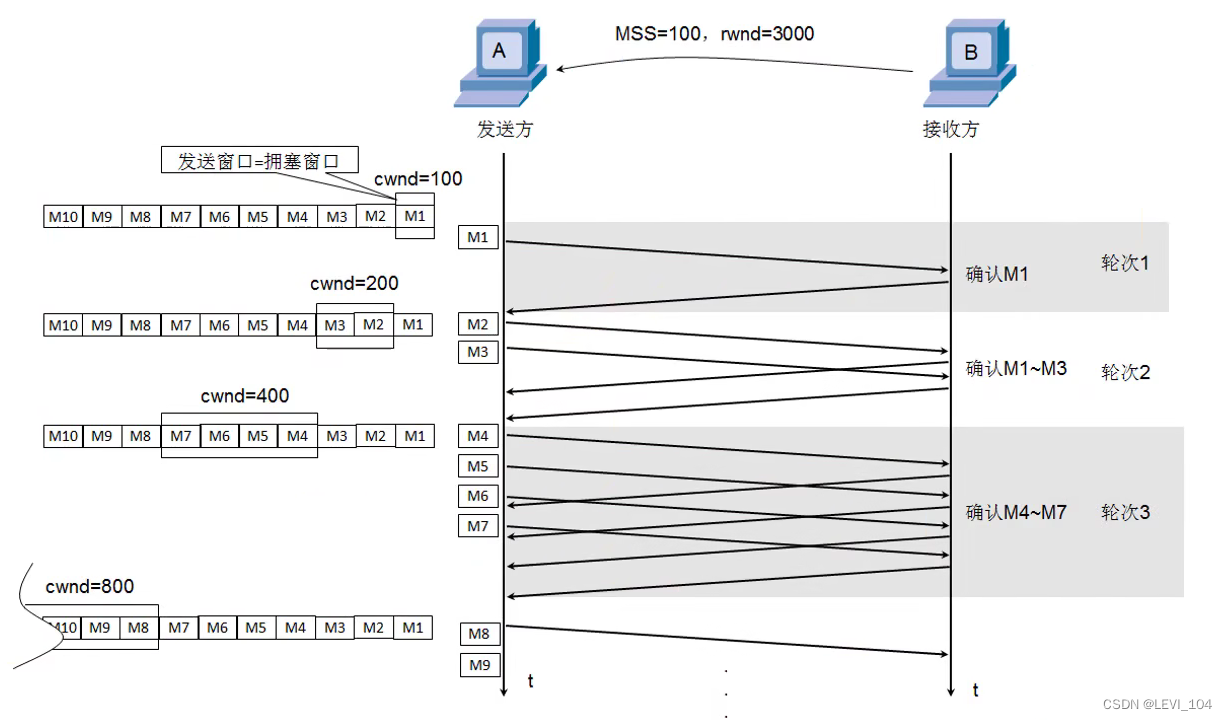 MSS=100，rwnd=3000
A
B
发送方
接收方
发送窗口=拥塞窗口
cwnd=100
M10 M9 M8 M7 M6 M5 M4 M3 M2 M1
M1
确认M1
轮次1
cwnd=200
M10 M9 M8 M7 M6 M5 M4 M3 M2 M1
M2
M3
确认M1~M3
轮次2
cwnd=400
M10 M9 M8 M7 M6 M5 M4 M3 M2 M1
M4
M5
M6
M7
确认M4~M7
轮次3
cwnd=800
M10 M9 M8 M7 M6 M5 M4 M3 M2 M1
M8
M9
t
t
CSDN @LEVI_104